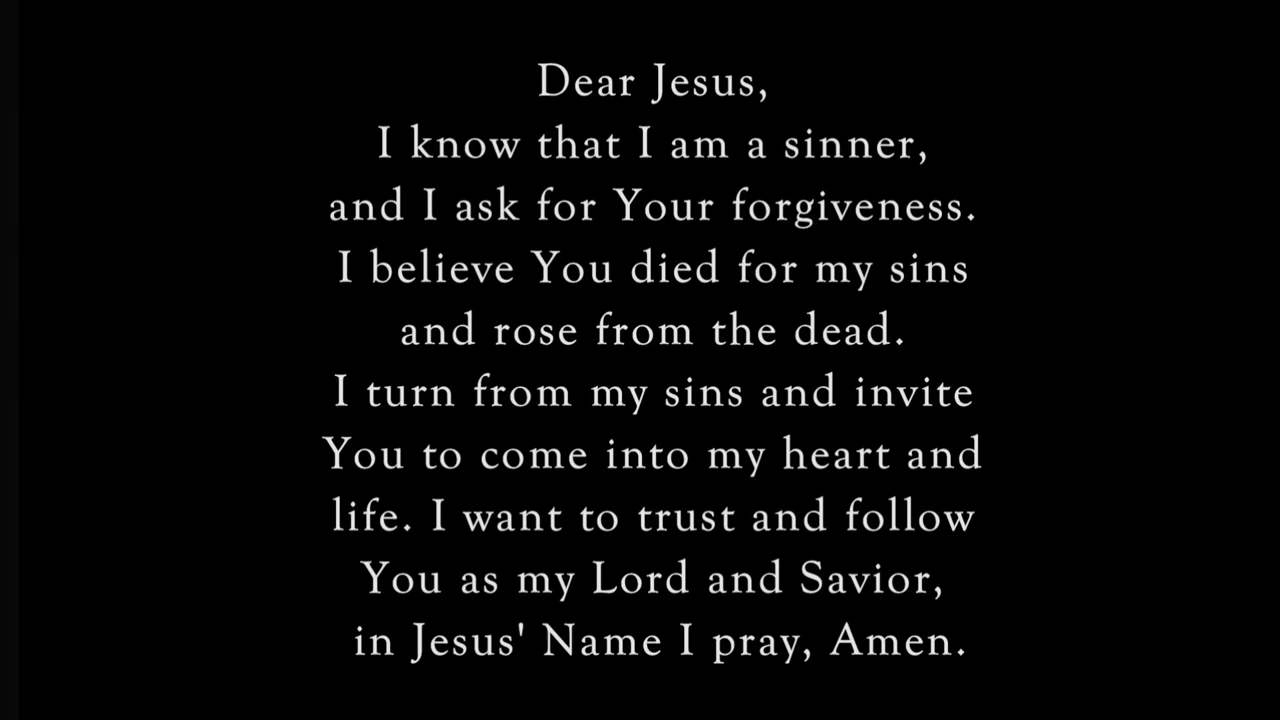 Dear Jesus,
I know that I am a sinner,
and I ask for Your forgiveness.
I believe You died for my sins
and rose from the dead.
I turn from my sins and invite
You to come into my heart and
life. I want to trust and follow
You as my Lord and Savior,
in Jesus' Name I pray, Amen.